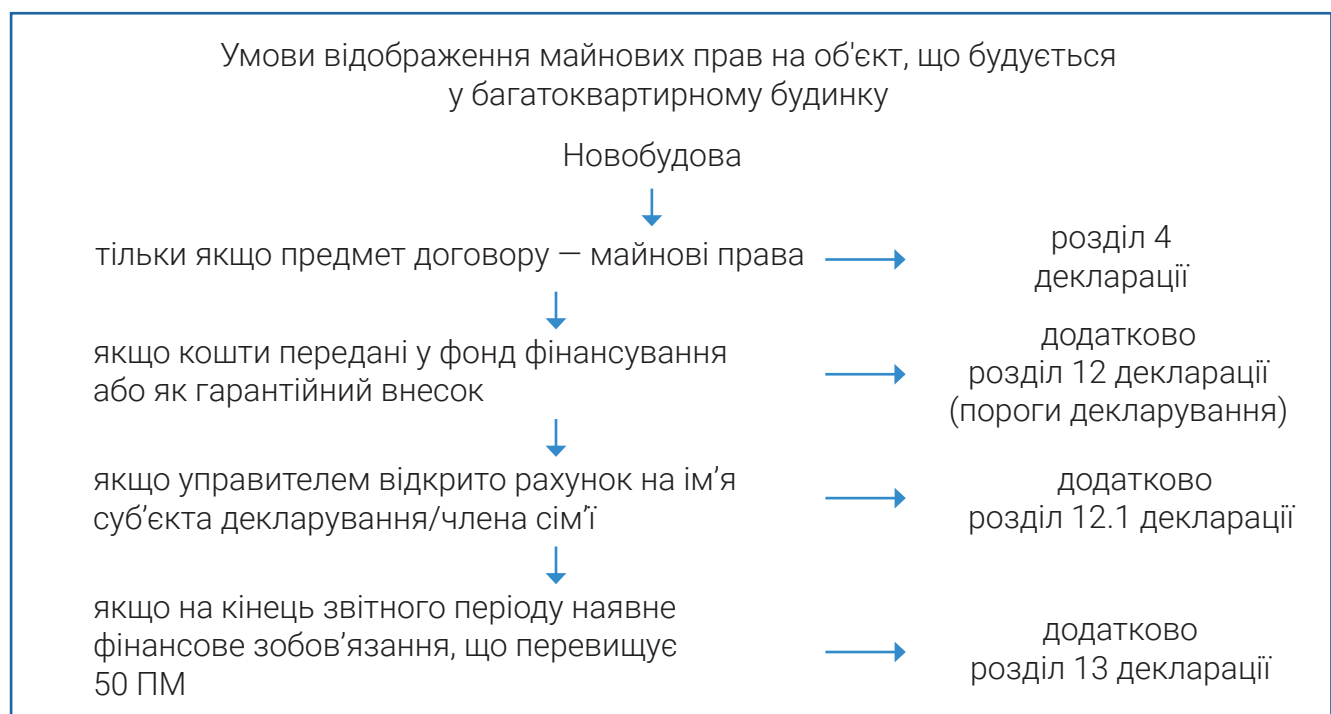 Умови відображення майнових прав на об'єкт, що будується
у багатоквартирному будинку
Новобудова
тільки якщо предмет договору — майнові права
розділ 4
декларації
якщо кошти передані у фонд фінансування
або як гарантійний внесок
додатково
розділ 12 декларації
(пороги декларування)
якщо управителем відкрито рахунок на ім’я
суб’єкта декларування/члена сім’ї
додатково
розділ 12.1 декларації
якщо на кінець звітного періоду наявне
фінансове зобов’язання, що перевищує
50 ПМ
додатково
розділ 13 декларації